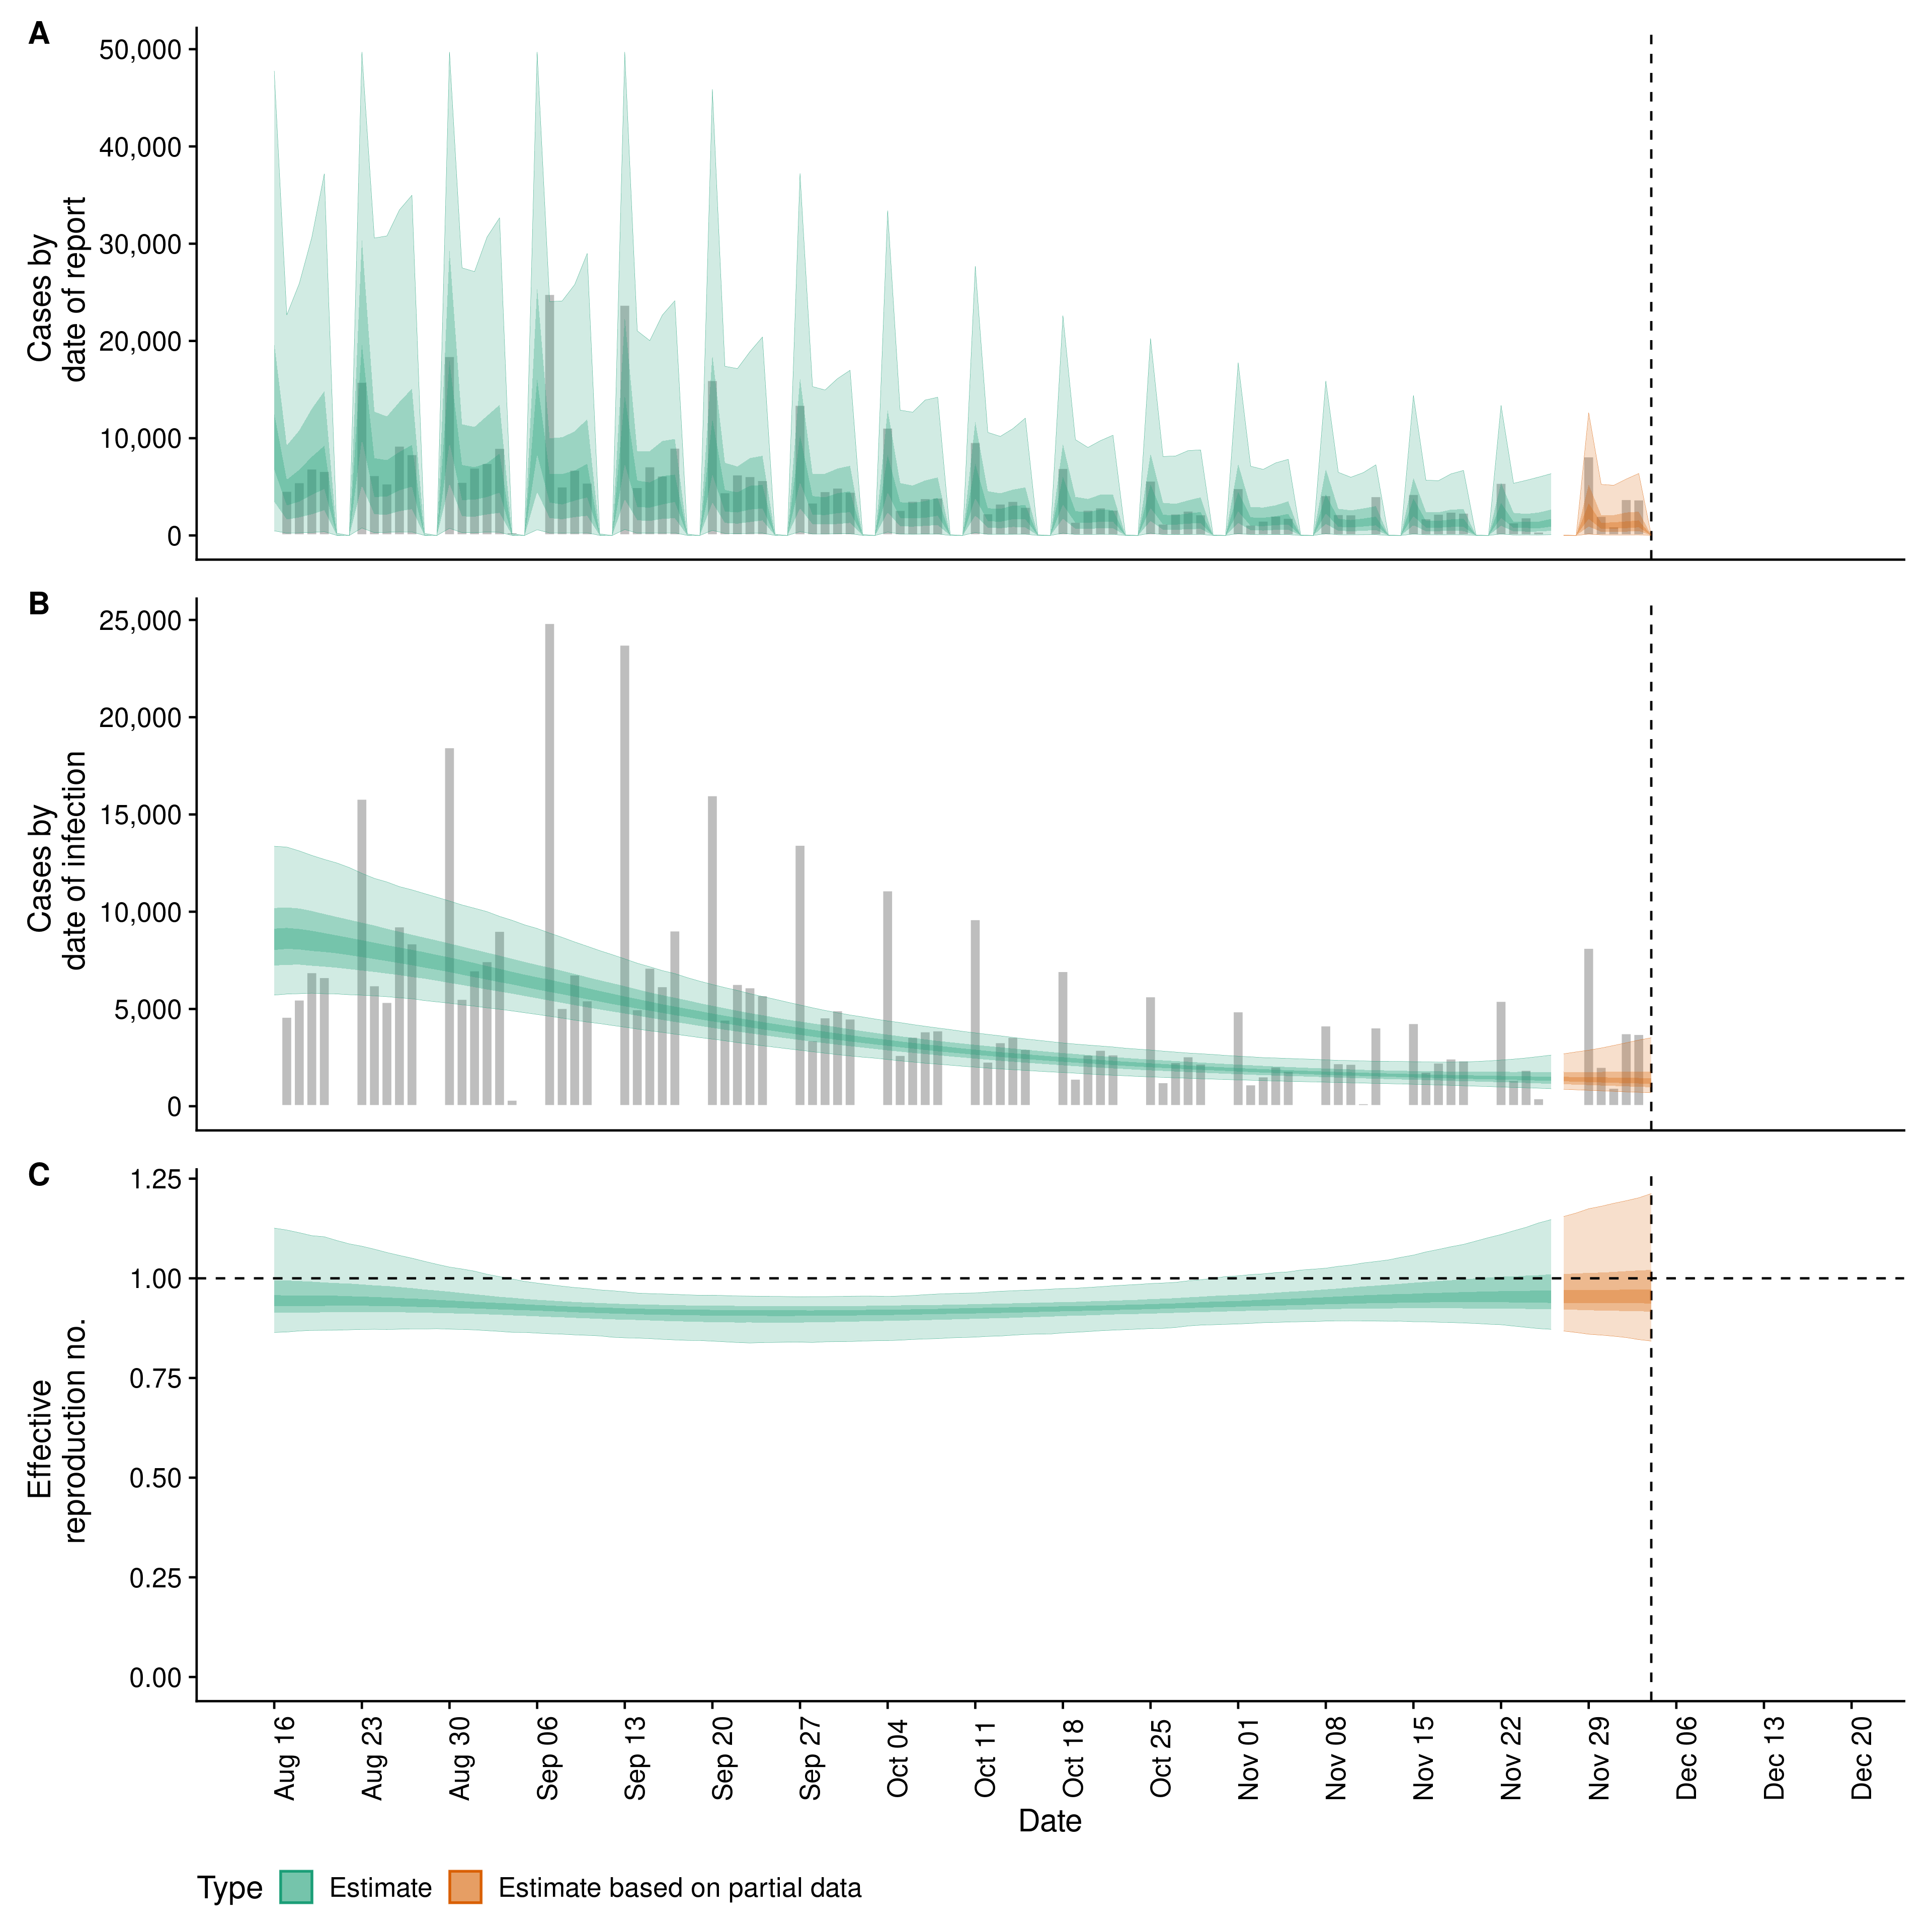 A
50,000
40,000
30,000
20,000
10,000
0
Cases by
date of report
B
25,000
20,000
15,000
10,000
5,000
0
Cases by
date of infection
C
1.25
1.00
0.75
0.50
0.25
0.00
Effective
reproduction no.
Aug 16
Aug 23
Aug 30
Sep 06
Sep 13
Sep 20
Sep 27
Oct 04
Oct 11
Oct 18
Oct 25
Nov 01
Nov 08
Nov 15
Nov 22
Nov 29
Dec 06
Dec 13
Dec 20
Date
Type Estimate Estimate based on partial data